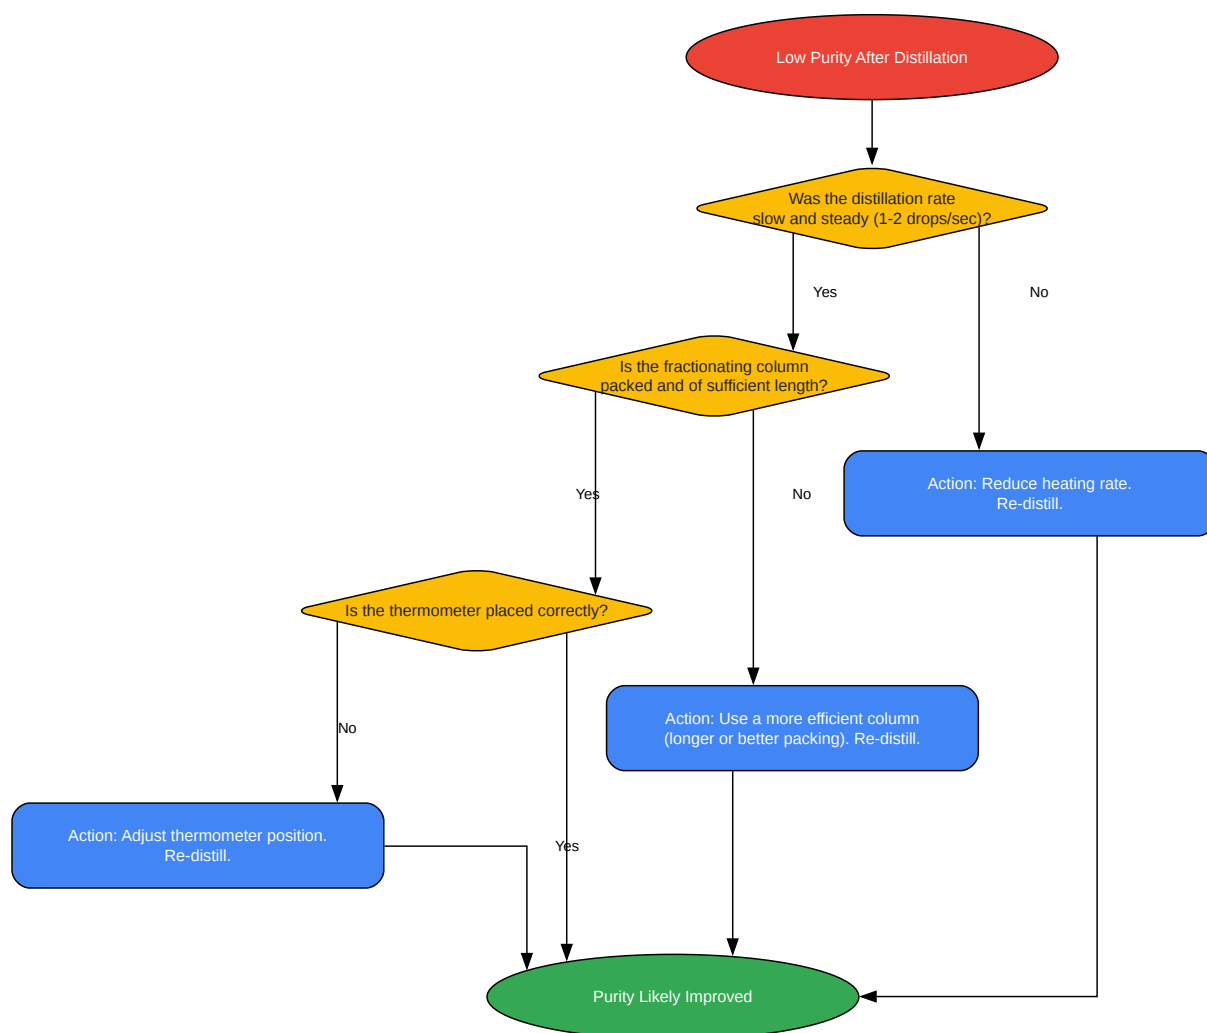 Low Purity After Distillation
Was the distillation rate
slow and steady (1-2 drops/sec)?
Yes
No
Is the fractionating column
packed and of sufficient length?
Action: Reduce heating rate.
Re-distill.
Yes
No
Is the thermometer placed correctly?
Action: Use a more efficient column
(longer or better packing). Re-distill.
No
Action: Adjust thermometer position.
Re-distill.
Yes
Purity Likely Improved